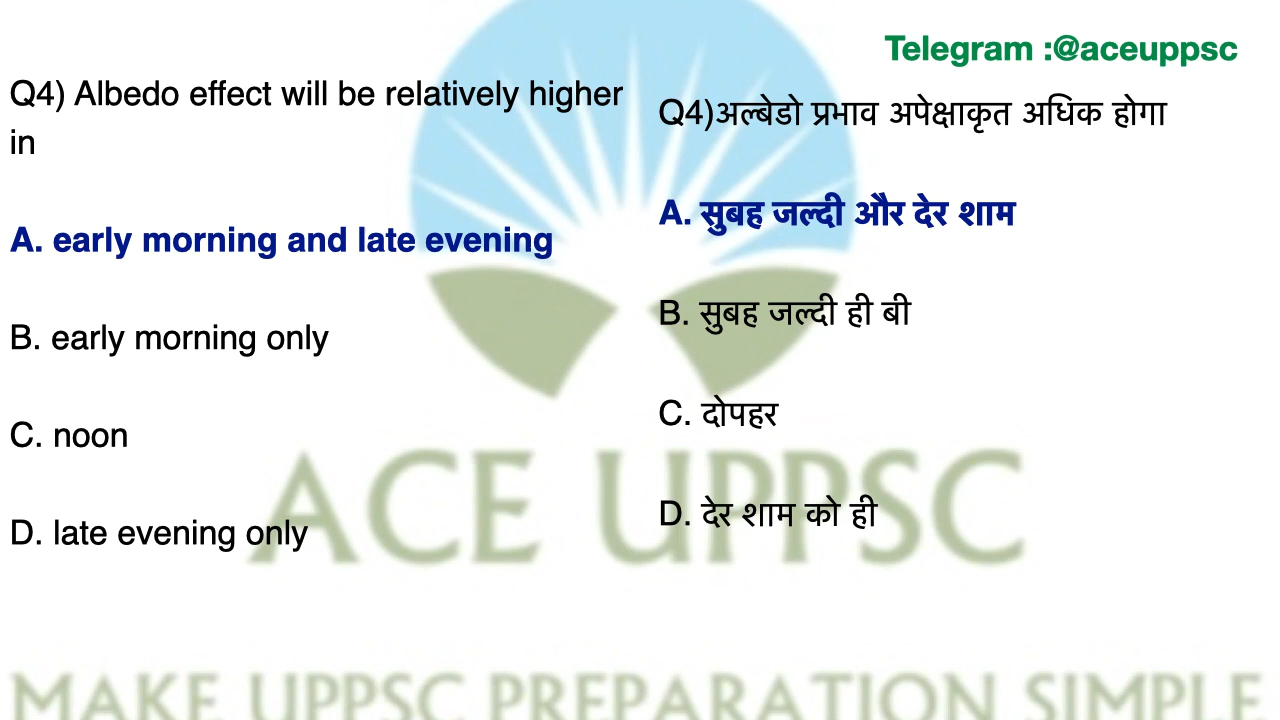 Telegram :@aceuppsc
Q4) Albedo effect will be relatively higher
in
A. early morning and late evening
B. early morning only
C. noon
D. late evening only
Q4)अल्बेडो प्रभाव अपेक्षाकृत अधिक होगा
A. सुबह जल्दी और देर शाम
B. सुबह जल्दी ही बी
C. दोपहर
D. देर शाम को ही
ACE UPPSC
MAKE UPPSC PREPARATION SIMPLE